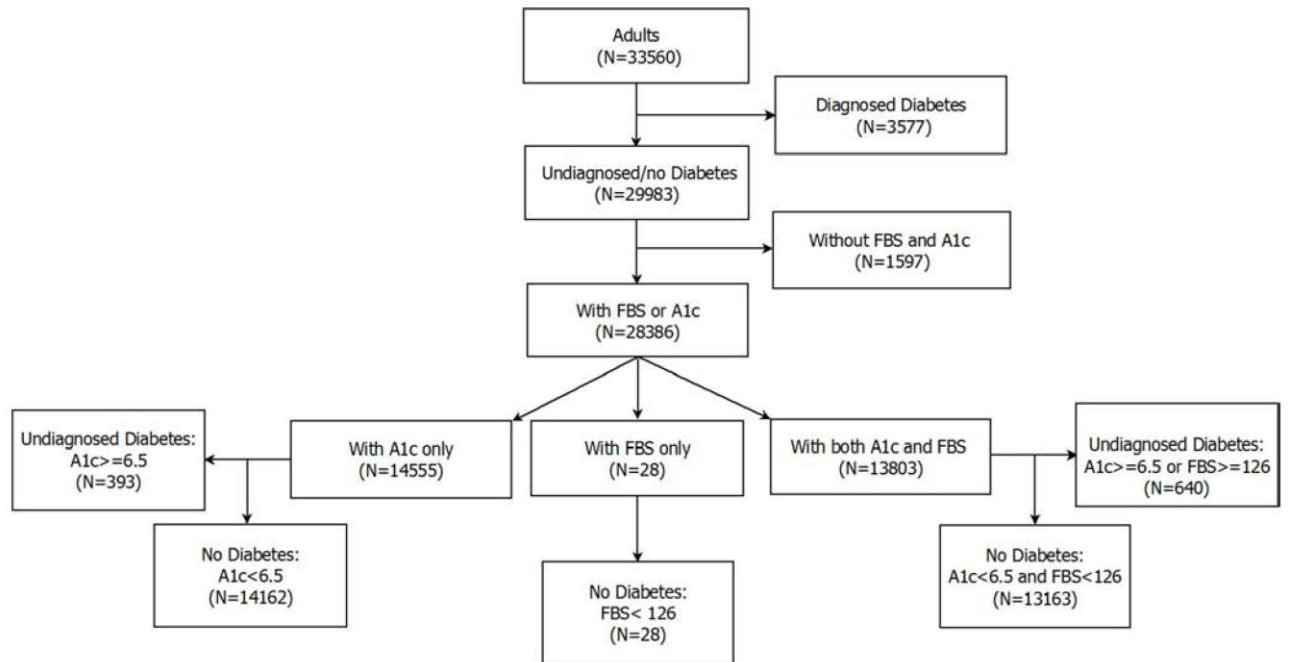 Adults
(N=33560)
Diagnosed Diabetes
(N=3577)
Undiagnosed/no Diabetes
(N=29983)
Without FBS and A1c
(N=1597)
With FBS or A1c
(N=28386)
Undiagnosed Diabetes:
A1c>=6.5
(N=393)
With A1c only
(N=14555)
With FBS only
(N=28)
With both A1c and FBS
(N=13803)
Undiagnosed Diabetes:
A1c>=6.5 or FBS>=126
(N=640)
No Diabetes:
A1c<6.5
(N=14162)
No Diabetes:
FBS< 126
(N=28)
No Diabetes:
A1c<6.5 and FBS<126
(N=13163)